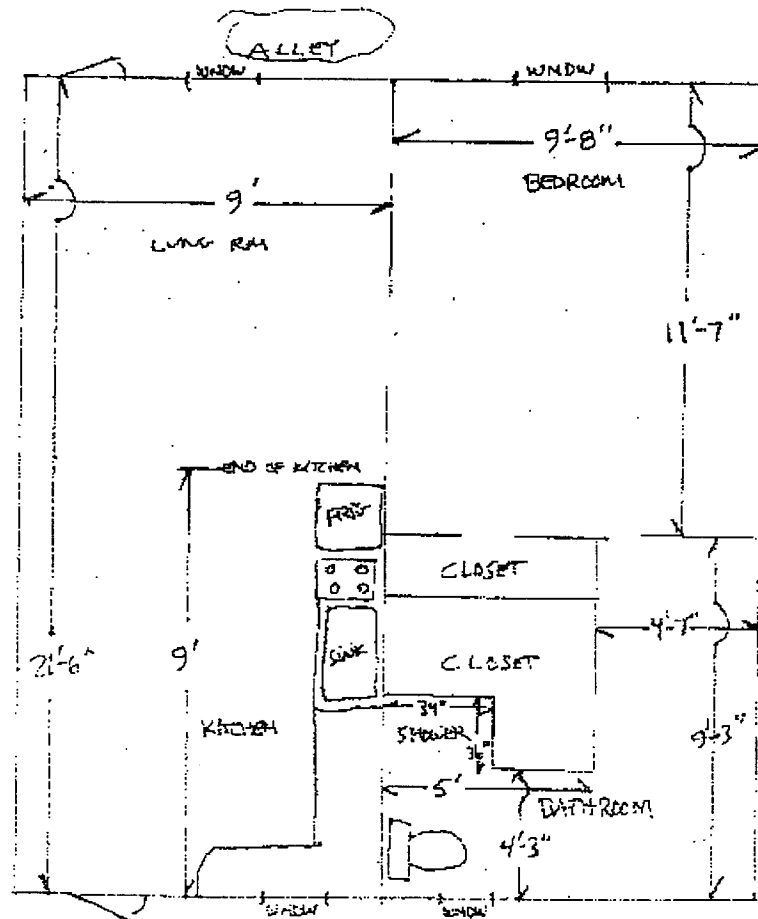 ALLEY
WNDW
WMDW
9'-8"
BEDROOM
9'
LVNG RM
11'-7"
END OF KITCHEN
FRIG
CLOSET
4'-7"
SINK
CLOSET
21'-6"
9'
34"
KITCHEN
SHOWER
36"
9'-3"
5'
BATHROOM
4'-3"
WNDW
WNDW